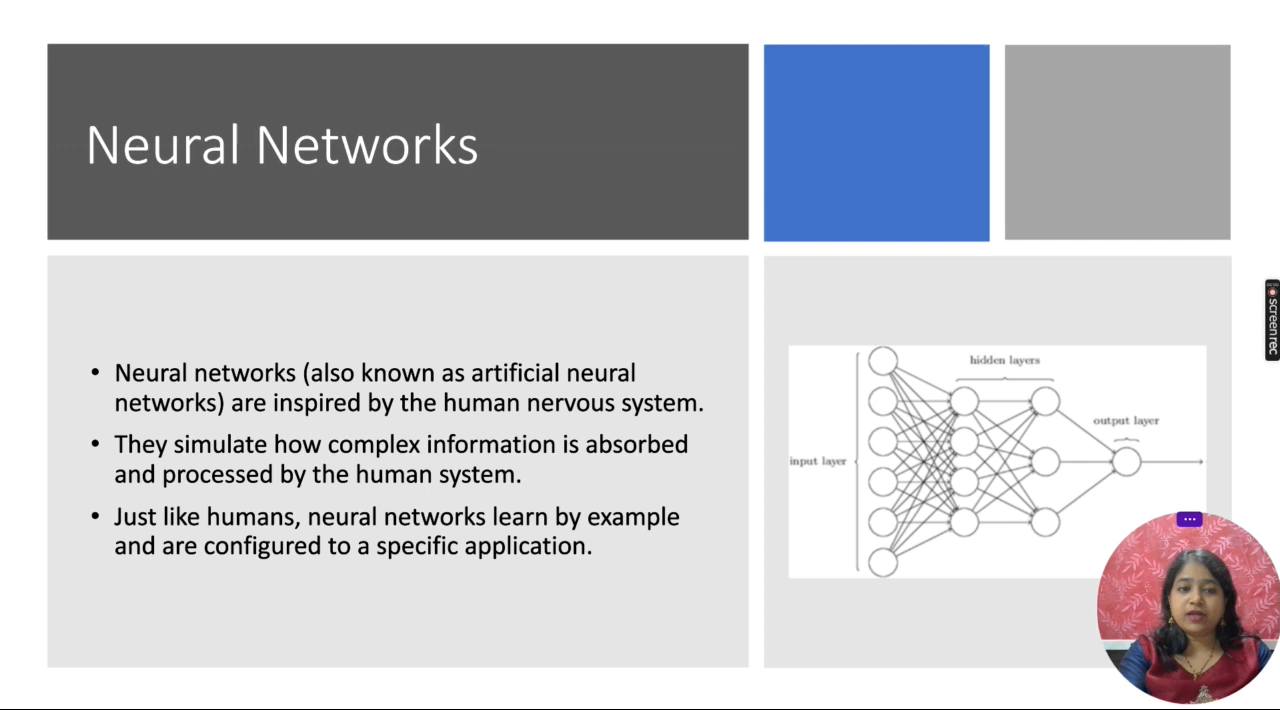 Neural Networks
• Neural networks (also known as artificial neural
networks) are inspired by the human nervous system.
• They simulate how complex information is absorbed
and processed by the human system.
• Just like humans, neural networks learn by example
and are configured to a specific application.
hidden layers
output layer
input layer
screenrec